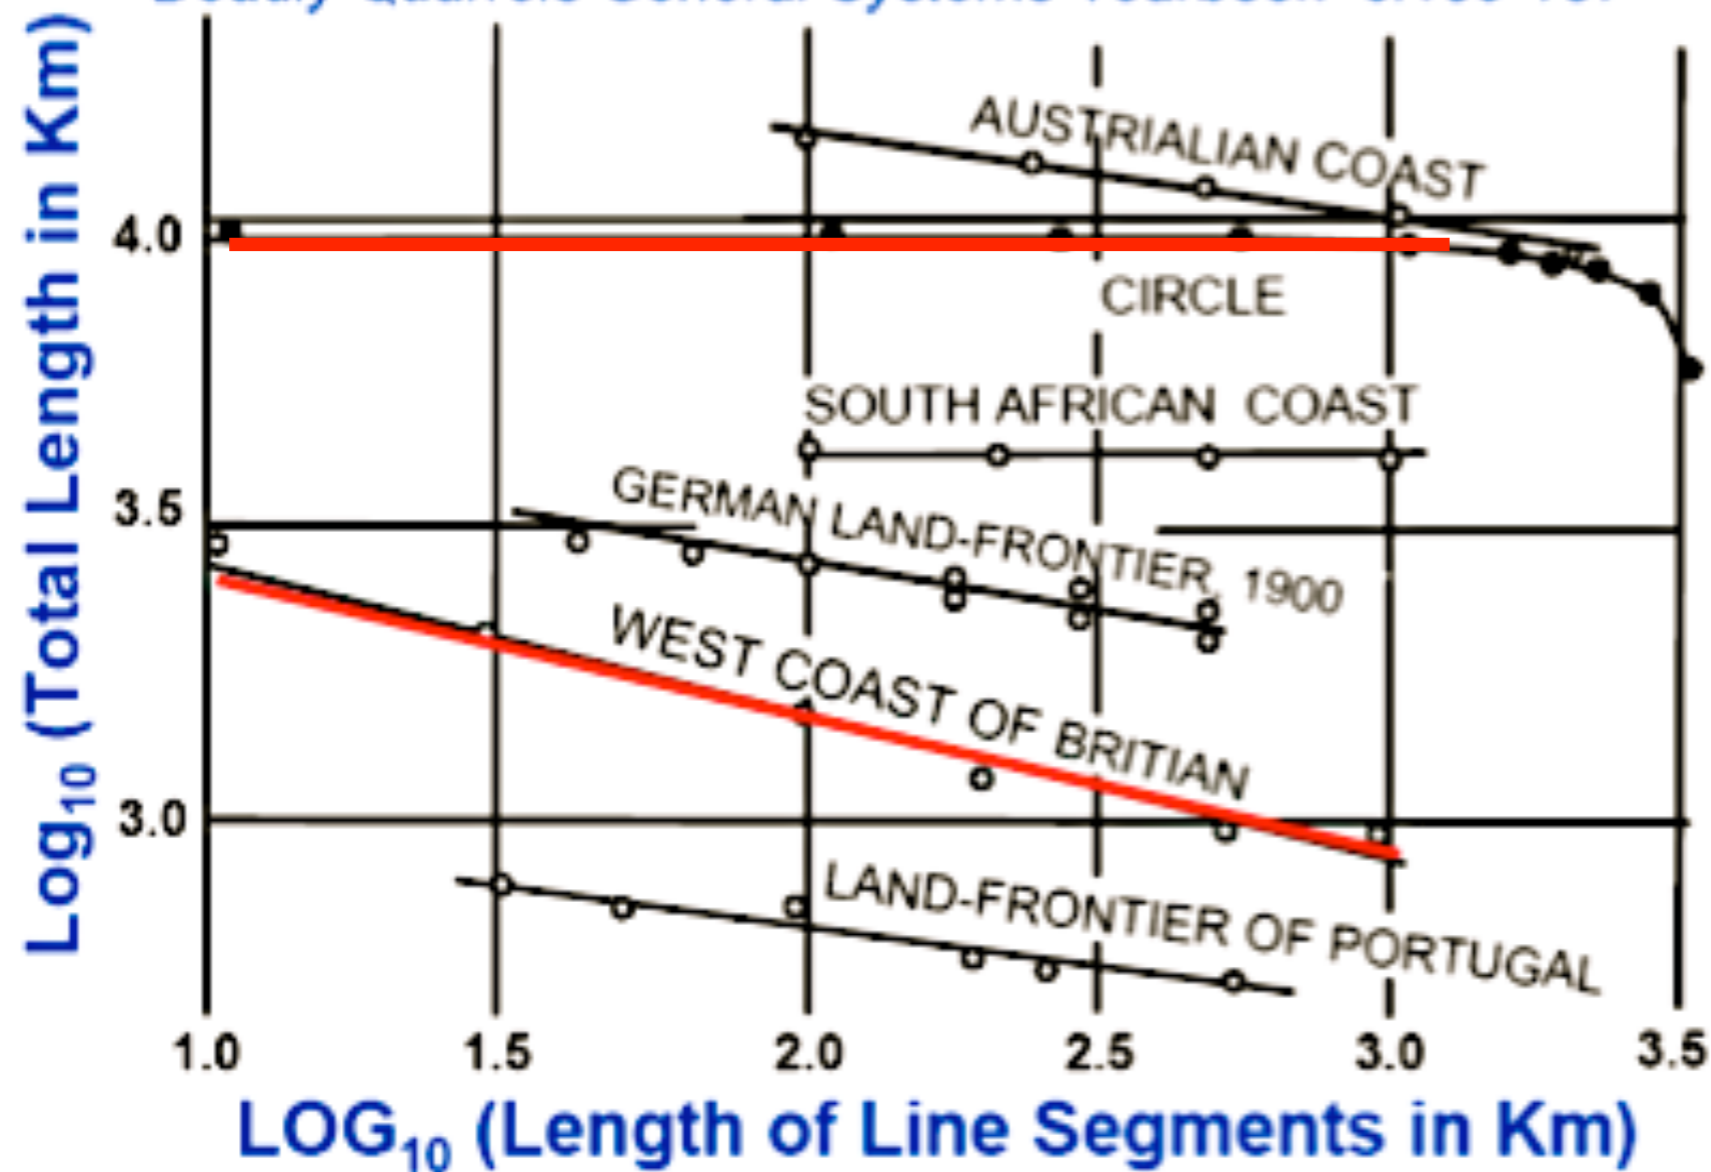 AUSTRIALIAN COAST
4.0
CIRCLE
SOUTH AFRICAN COAST
3.5
GERMAN LAND-FRONTIER, 1900
WEST COAST OF BRITIAN
3.0
LAND-FRONTIER OF PORTUGAL
1.0 1.5 2.0 2.5 3.0 3.5
LOG10 (Length of Line Segments in Km)
Log10 (Total Length in Km)